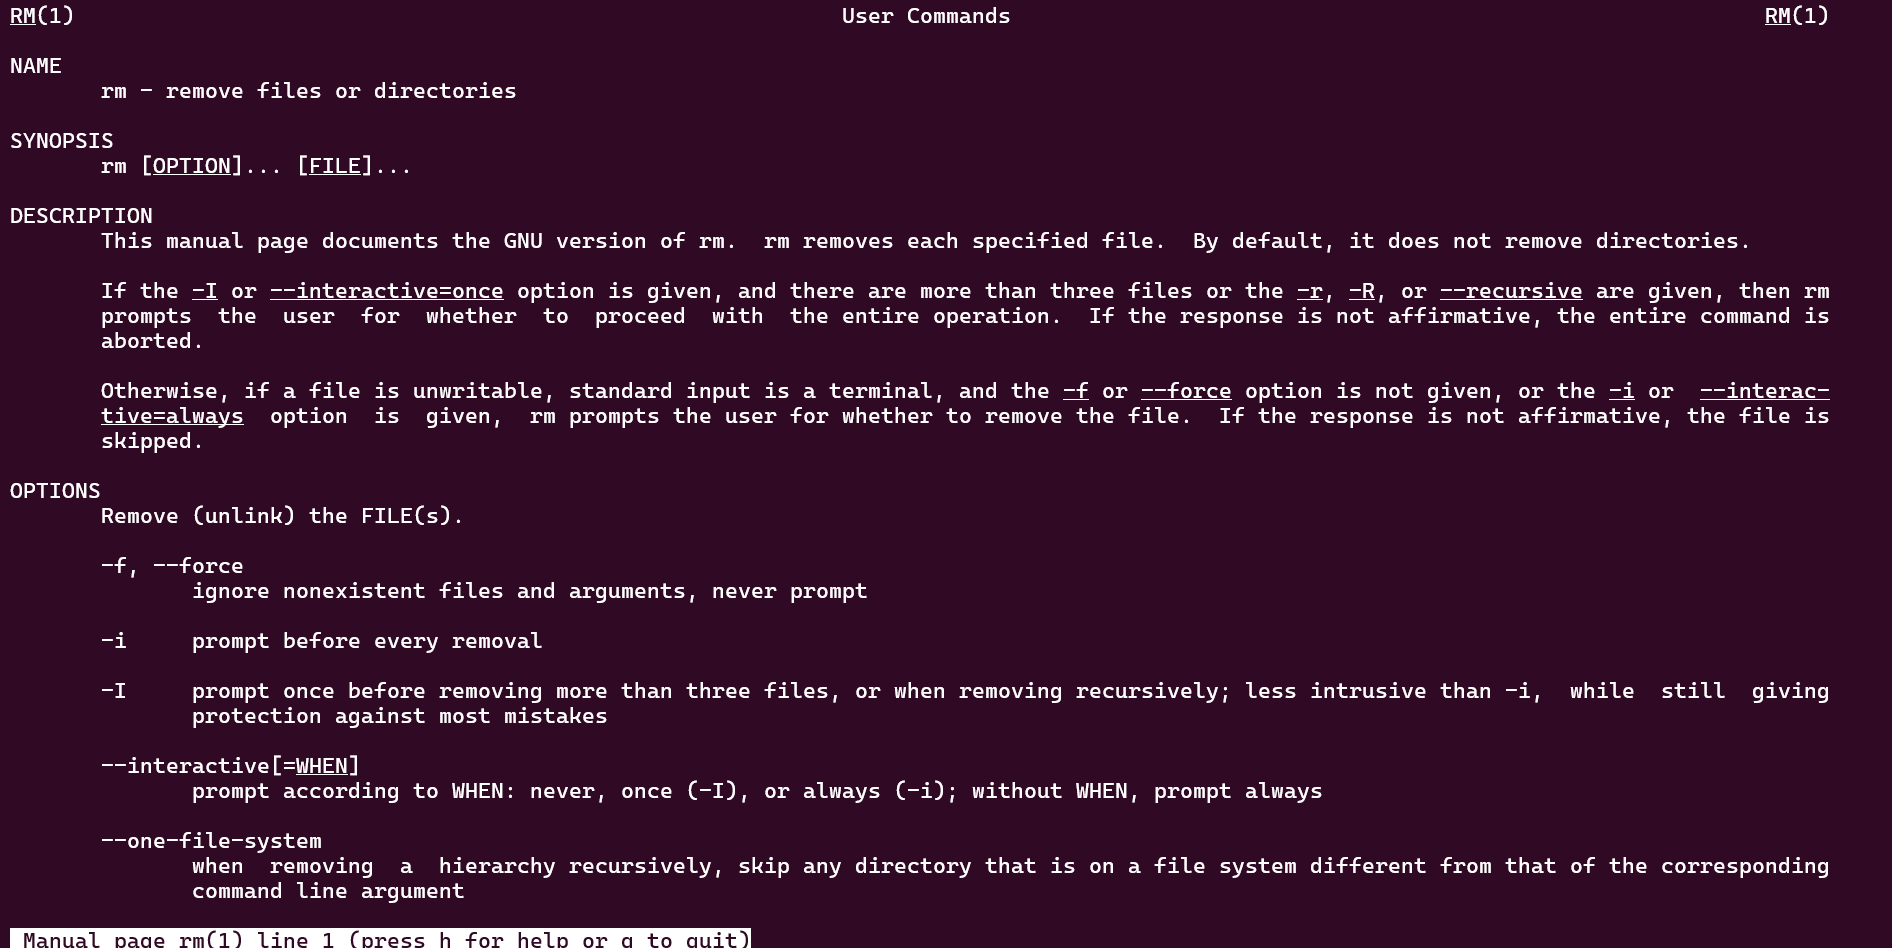 RM(1) User Commands RM(1)
NAME
rm - remove files or directories
SYNOPSIS
rm [OPTION]... [FILE]...
DESCRIPTION
This manual page documents the GNU version of rm.  rm removes each specified file.  By default, it does not remove directories.
If the -I or --interactive=once option is given, and there are more than three files or the -r, -R, or --recursive are given, then rm
prompts  the  user  for  whether  to  proceed  with  the entire operation.  If the response is not affirmative, the entire command is
aborted.
Otherwise, if a file is unwritable, standard input is a terminal, and the -f or --force option is not given, or the -i or  --interac-
tive=always  option  is  given,  rm prompts the user for whether to remove the file.  If the response is not affirmative, the file is
skipped.
OPTIONS
Remove (unlink) the FILE(s).
-f, --force
ignore nonexistent files and arguments, never prompt
-i     prompt before every removal
-I     prompt once before removing more than three files, or when removing recursively; less intrusive than -i,  while  still  giving
protection against most mistakes
--interactive[=WHEN]
prompt according to WHEN: never, once (-I), or always (-i); without WHEN, prompt always
--one-file-system
when  removing  a  hierarchy recursively, skip any directory that is on a file system different from that of the corresponding
command line argument
Manual page rm(1) line 1 (press h for help or q to quit)